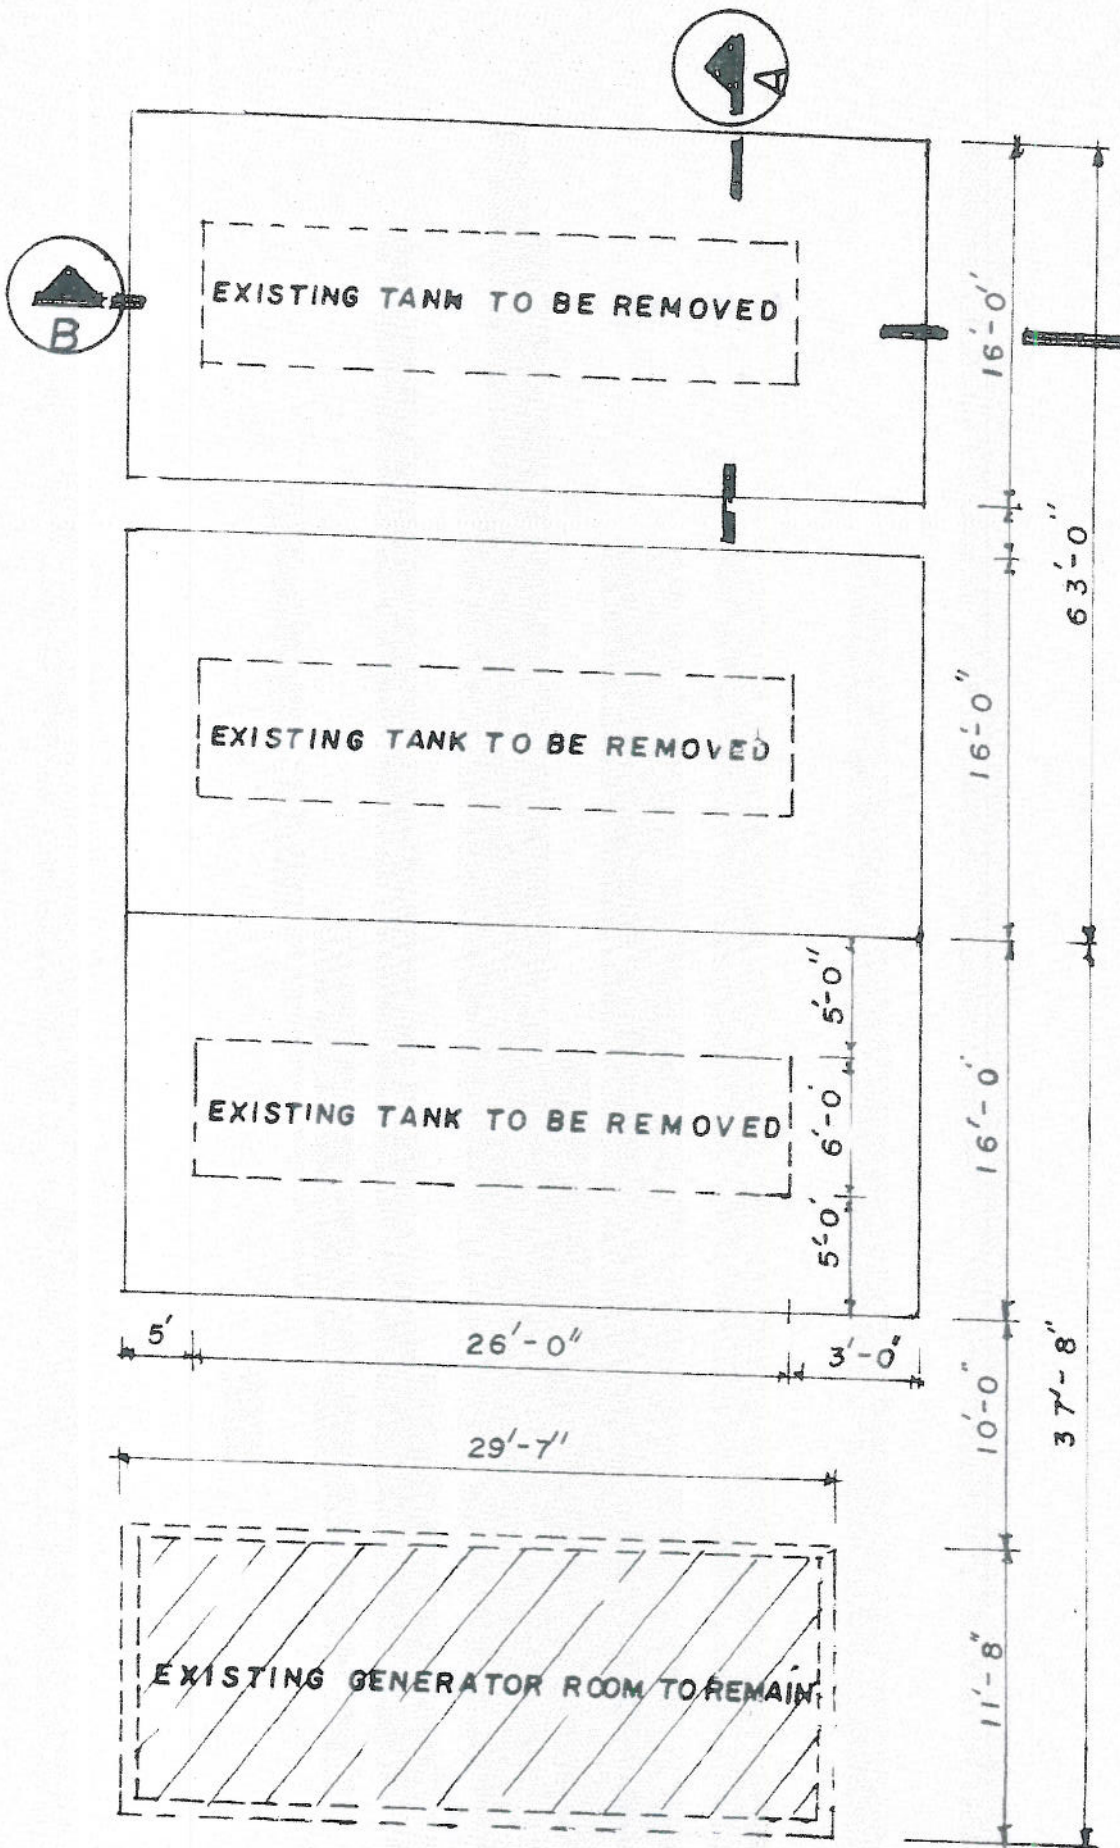 A
B
EXISTING TANK TO BE REMOVED
16'-0'
63'-0"
EXISTING TANK TO BE REMOVED
16'-0"
5'-0"
EXISTING TANK TO BE REMOVED
6'-0
16'-0'
5'-0'
5'
26'-0"
3'-0"
10'-0"
37'-8"
29'-7"
EXISTING GENERATOR ROOM TO REMAIN
11'-8"